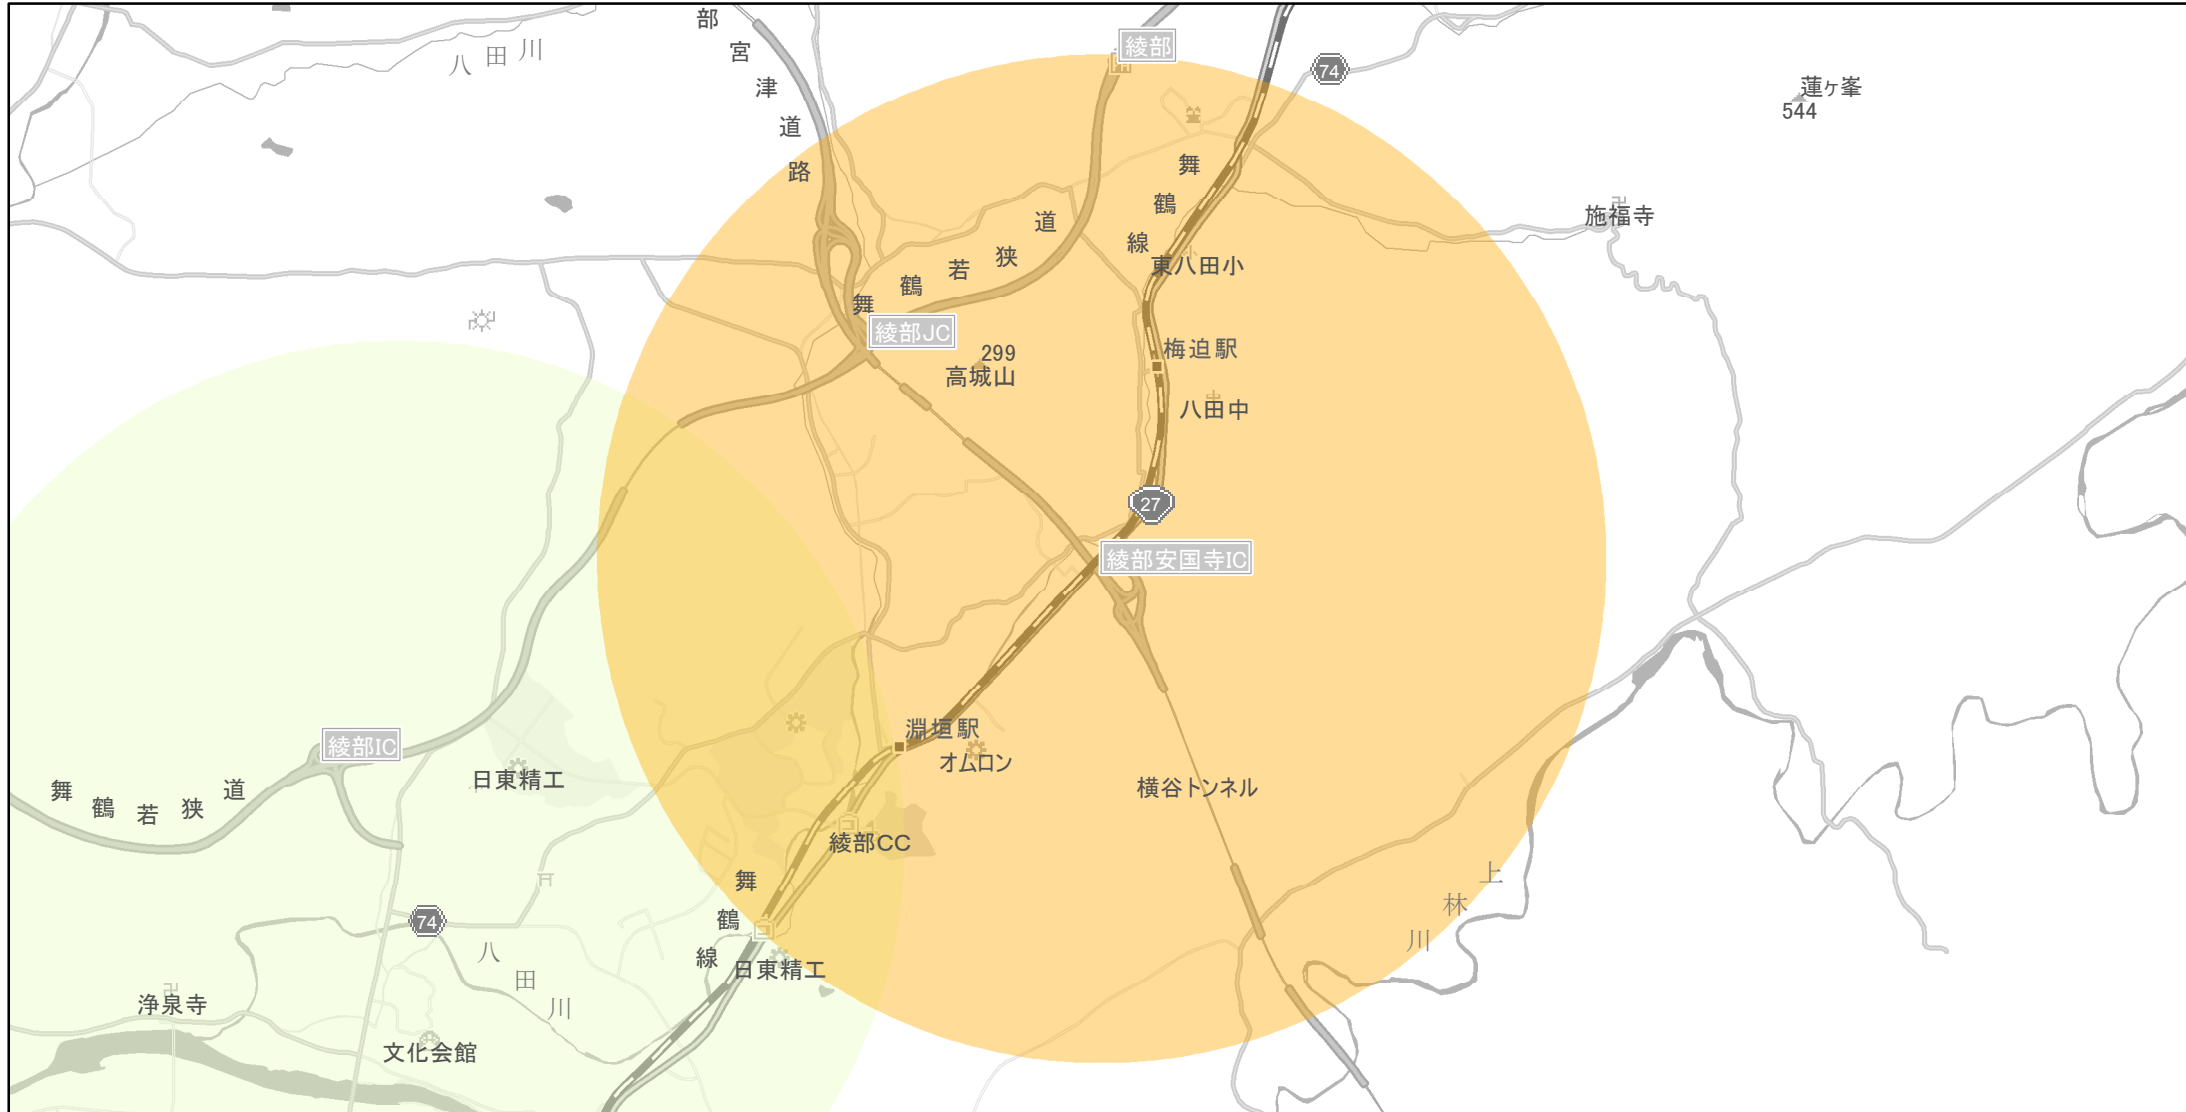 部宮津道路
綾部
74
蓮ヶ峯
544
八田川
施福寺
舞鶴線
東八田小
舞鶴若狭道
綾部JC
299
高城山
梅迫駅
八田中
27
綾部安国寺IC
淵垣駅
オムロン
綾部IC
日東精工
舞鶴若狭道
横谷トンネル
綾部CC
舞鶴線
上林川
74
八田川
日東精工
浄泉寺
文化会館